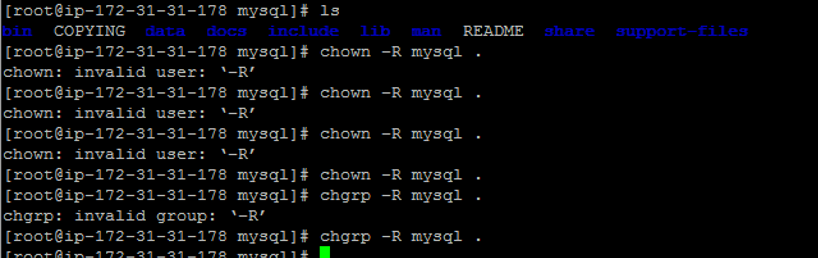 [root@ip-172-31-31-178 mysql]# ls
bin COPYING data docs include lib man README share support-files
[root@ip-172-31-31-178 mysql]# chown –R mysql .
chown: invalid user: ‘–R’
[root@ip-172-31-31-178 mysql]# chown –R mysql .
chown: invalid user: ‘–R’
[root@ip-172-31-31-178 mysql]# chown –R mysql .
chown: invalid user: ‘–R’
[root@ip-172-31-31-178 mysql]# chown -R mysql .
[root@ip-172-31-31-178 mysql]# chgrp –R mysql .
chgrp: invalid group: ‘–R’
[root@ip-172-31-31-178 mysql]# chgrp -R mysql .
[root@ip-172-31-31-178 mysql]#